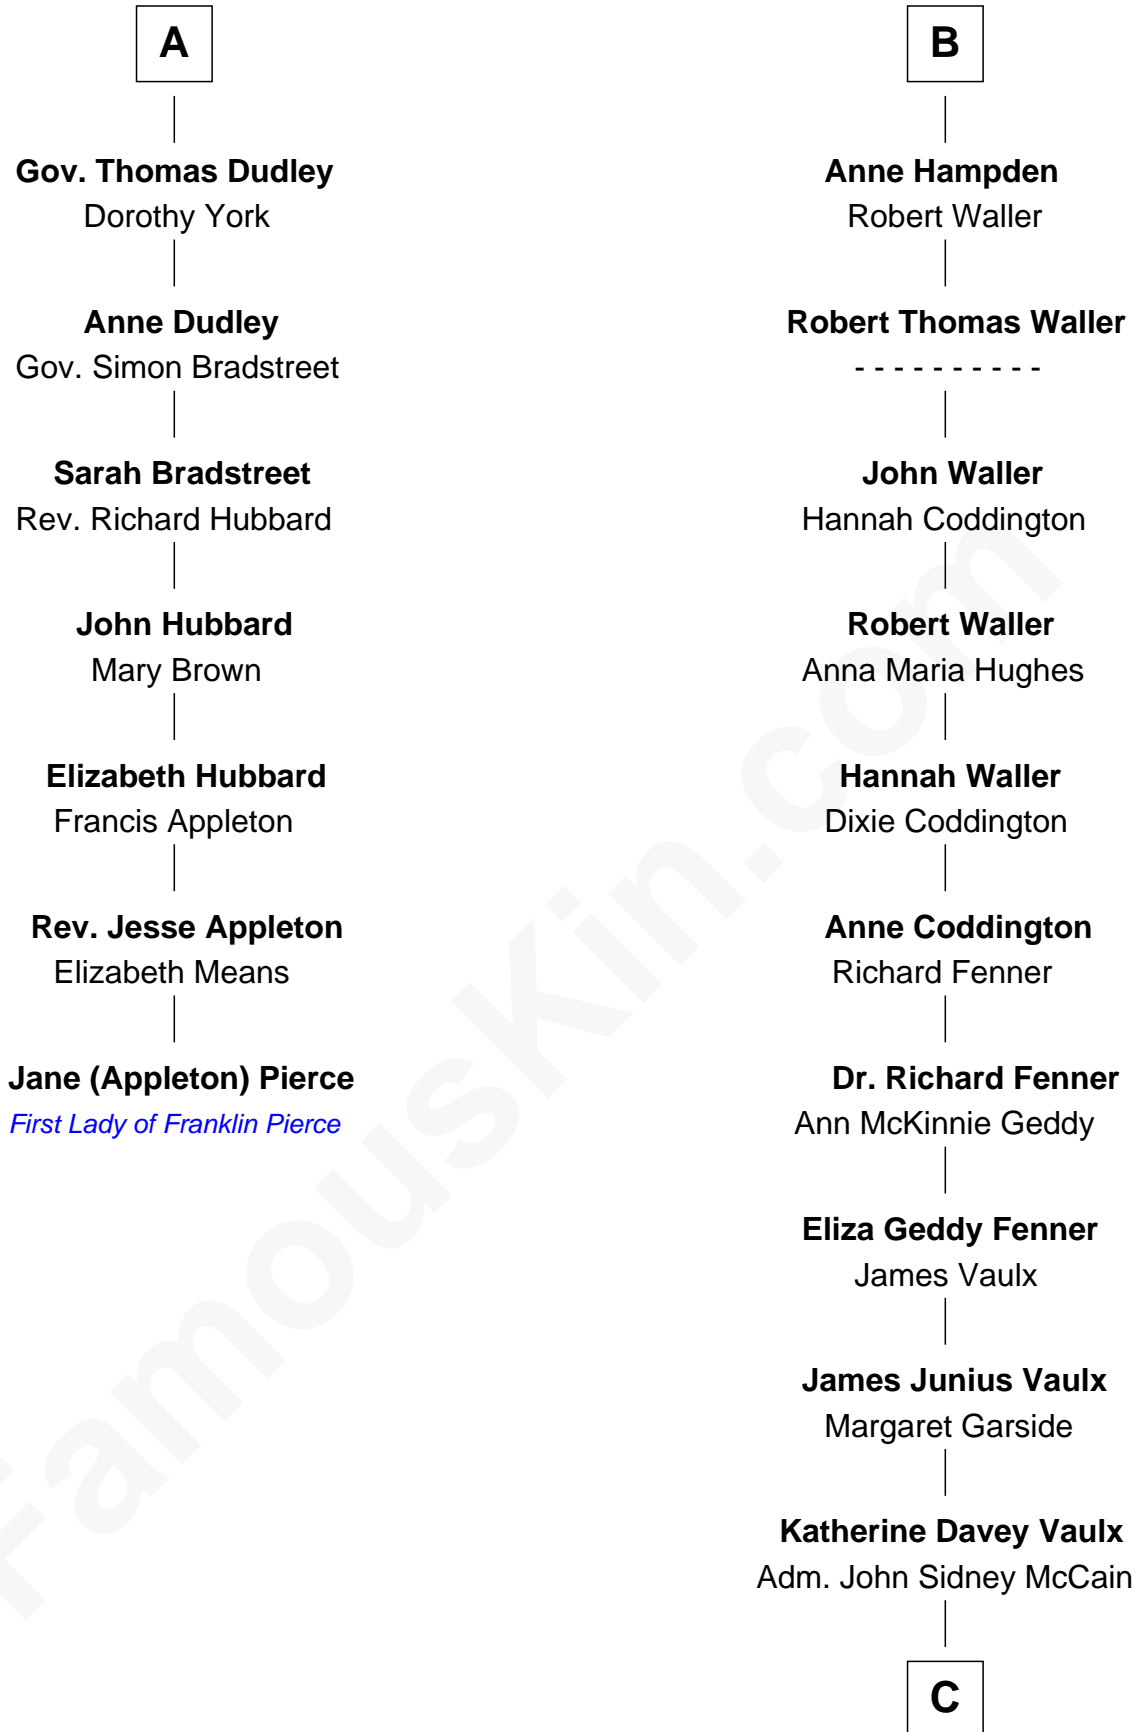 A
Gov. Thomas Dudley
Dorothy York
Anne Dudley
Gov. Simon Bradstreet
Sarah Bradstreet
Rev. Richard Hubbard
John Hubbard
Mary Brown
Elizabeth Hubbard
Francis Appleton
Rev. Jesse Appleton
Elizabeth Means
Jane (Appleton) Pierce
First Lady of Franklin Pierce
B
Anne Hampden
Robert Waller
Robert Thomas Waller
- - - - - - - - - -
John Waller
Hannah Coddington
Robert Waller
Anna Maria Hughes
Hannah Waller
Dixie Coddington
Anne Coddington
Richard Fenner
Dr. Richard Fenner
Ann McKinnie Geddy
Eliza Geddy Fenner
James Vaulx
James Junius Vaulx
Margaret Garside
Katherine Davey Vaulx
Adm. John Sidney McCain
C
FamousKin.com